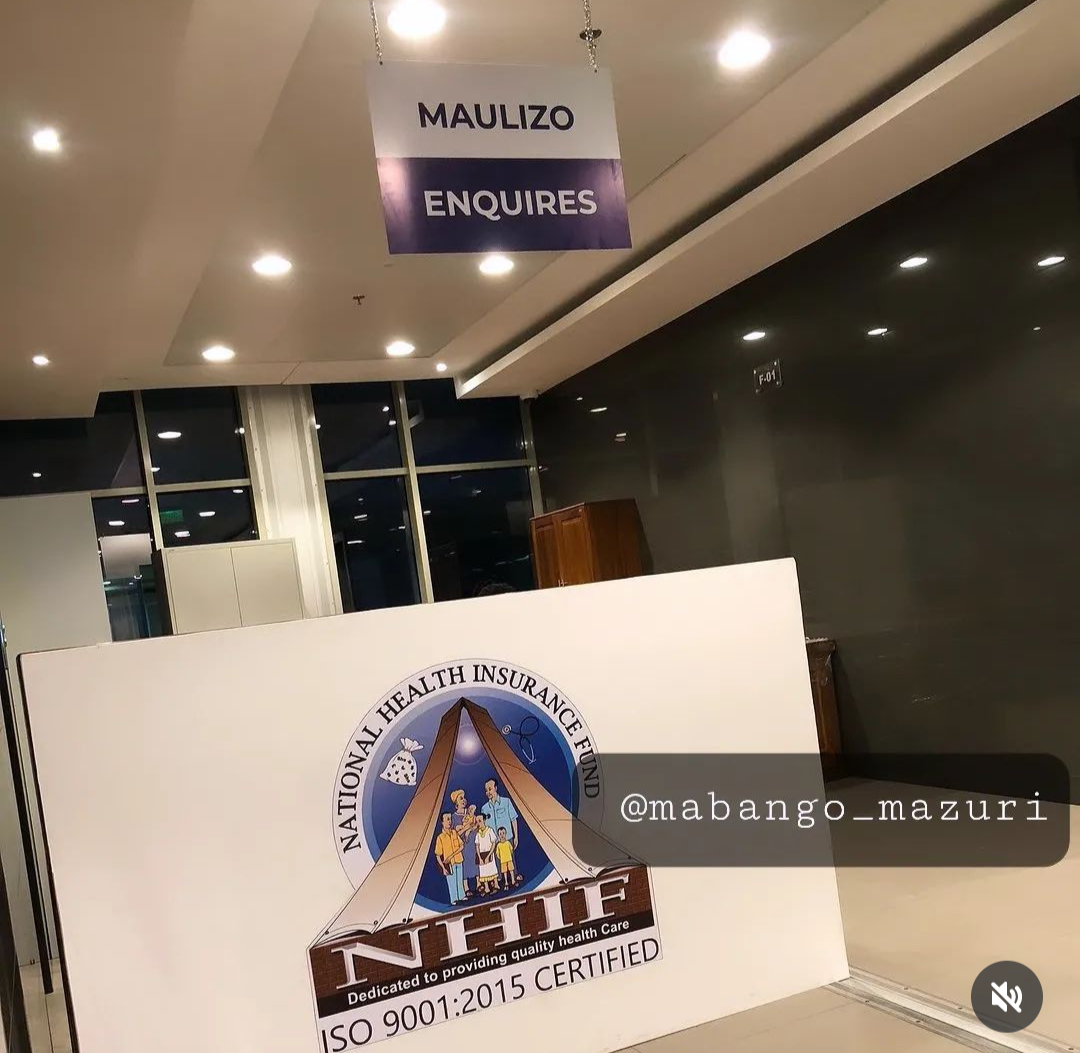 MAULIZO
ENQUIRES
F-01
NATIONAL HEALTH INSURANCE FUND
@mabango_mazuri
NHIF
Dedicated to providing quality health Care
ISO 9001:2015 CERTIFIED